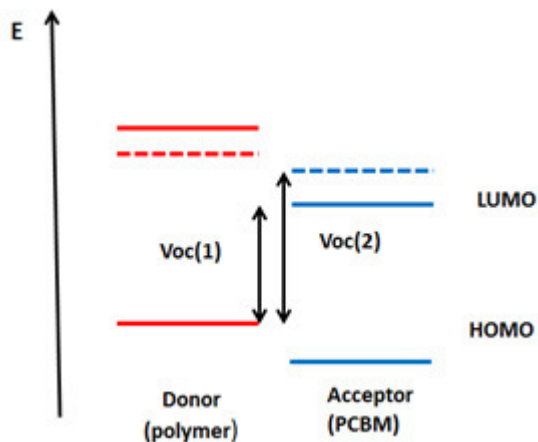 E
LUMO
Voc(1)
Voc(2)
HOMO
Donor
(polymer)
Acceptor
(PCBM)